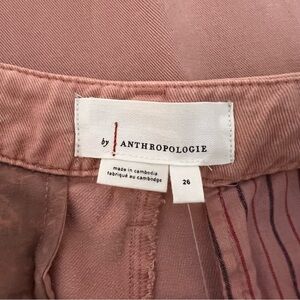 by ANTHROPOLOGIE
made in cambodia
fabriqué au cambodge
26